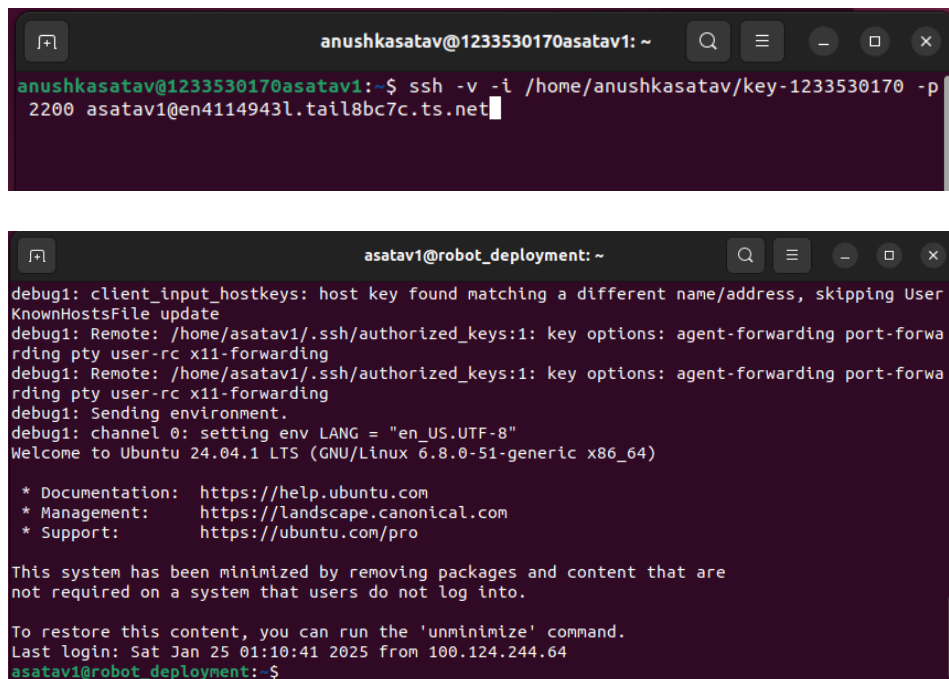 anushkasatav@1233530170asatav1: ~
anushkasatav@1233530170asatav1:~$ ssh -v -i /home/anushkasatav/key-1233530170 -p
2200 asatav1@en4114943l.tail8bc7c.ts.net
asatav1@robot_deployment: ~
debug1: client_input_hostkeys: host key found matching a different name/address, skipping User
KnownHostsFile update
debug1: Remote: /home/asatav1/.ssh/authorized_keys:1: key options: agent-forwarding port-forwa
rding pty user-rc x11-forwarding
debug1: Remote: /home/asatav1/.ssh/authorized_keys:1: key options: agent-forwarding port-forwa
rding pty user-rc x11-forwarding
debug1: Sending environment.
debug1: channel 0: setting env LANG = "en_US.UTF-8"
Welcome to Ubuntu 24.04.1 LTS (GNU/Linux 6.8.0-51-generic x86_64)
* Documentation: https://help.ubuntu.com
* Management: https://landscape.canonical.com
* Support: https://ubuntu.com/pro
This system has been minimized by removing packages and content that are
not required on a system that users do not log into.
To restore this content, you can run the 'unminimize' command.
Last login: Sat Jan 25 01:10:41 2025 from 100.124.244.64
asatav1@robot_deployment:~$